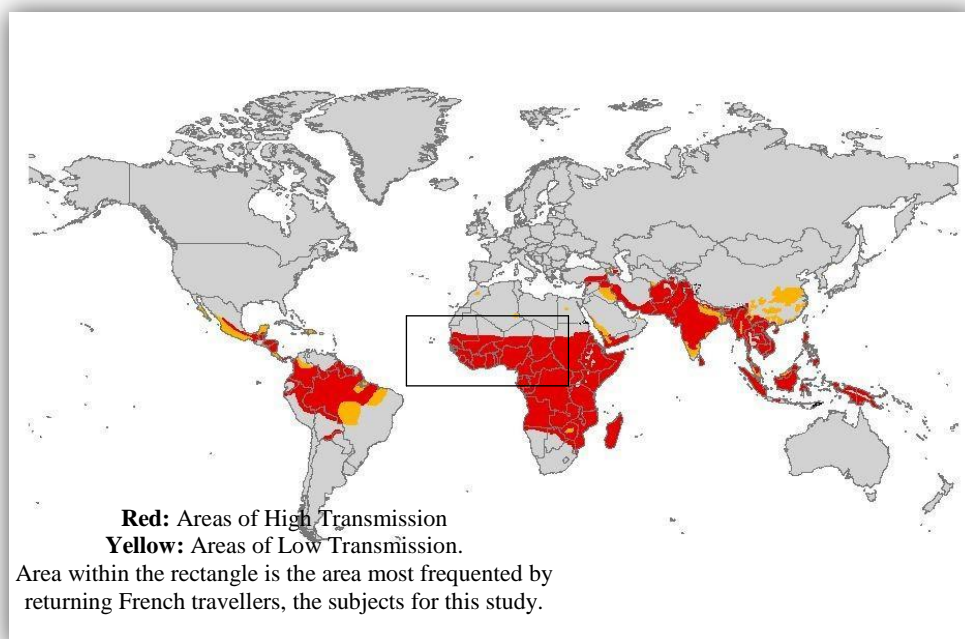 Red: Areas of High Transmission
Yellow: Areas of Low Transmission.
Area within the rectangle is the area most frequented by
returning French travellers, the subjects for this study.